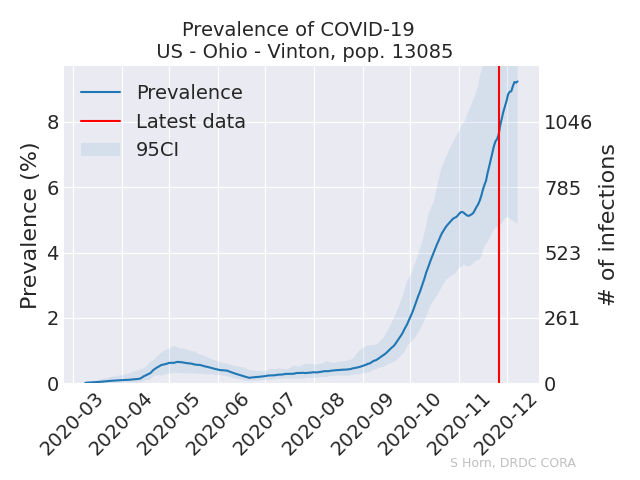 Prevalence of COVID-19
US - Ohio - Vinton, pop. 13085
Prevalence
Latest data
95CI
Prevalence (%)
8
6
4
2
0
1046
785
523
261
0
# of infections
2020-03
2020-04
2020-05
2020-06
2020-07
2020-08
2020-09
2020-10
2020-11
2020-12
S Horn, DRDC CORA